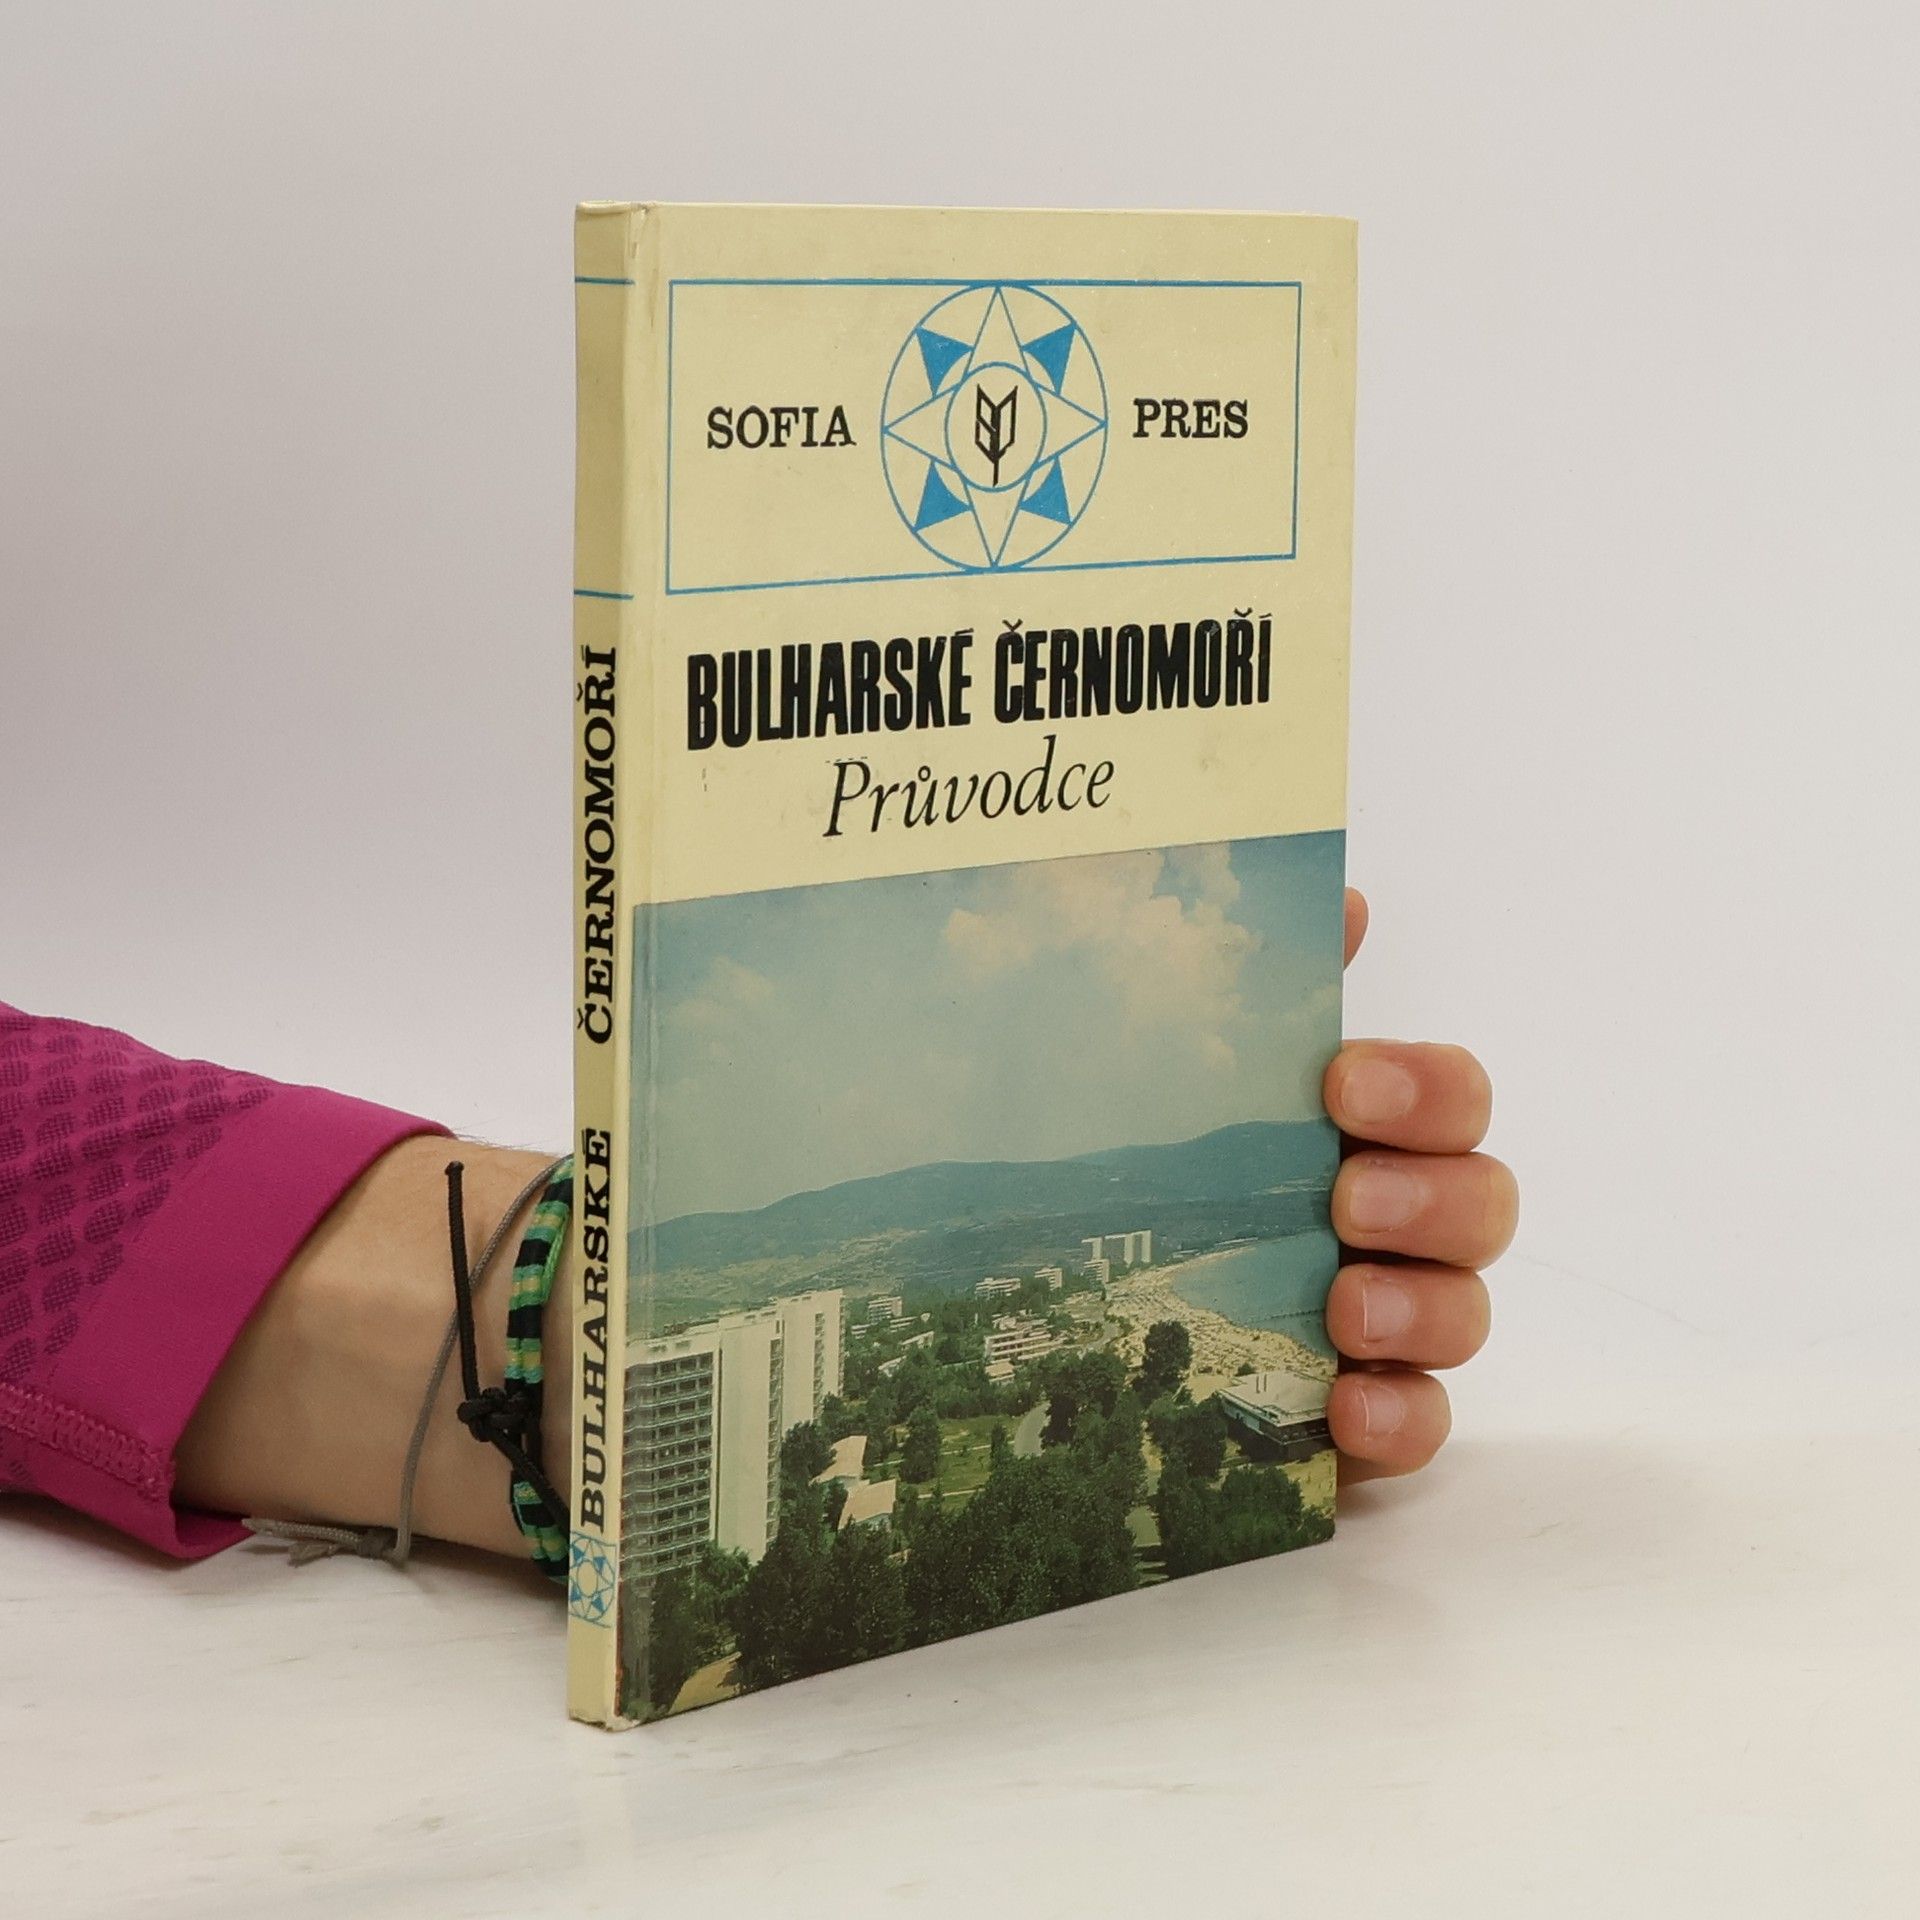 SOFIA PRES
BULHARSKÉ ČERNOMOŘÍ
Průvodce
BULHARSKÉ ČERNOMOŘÍ